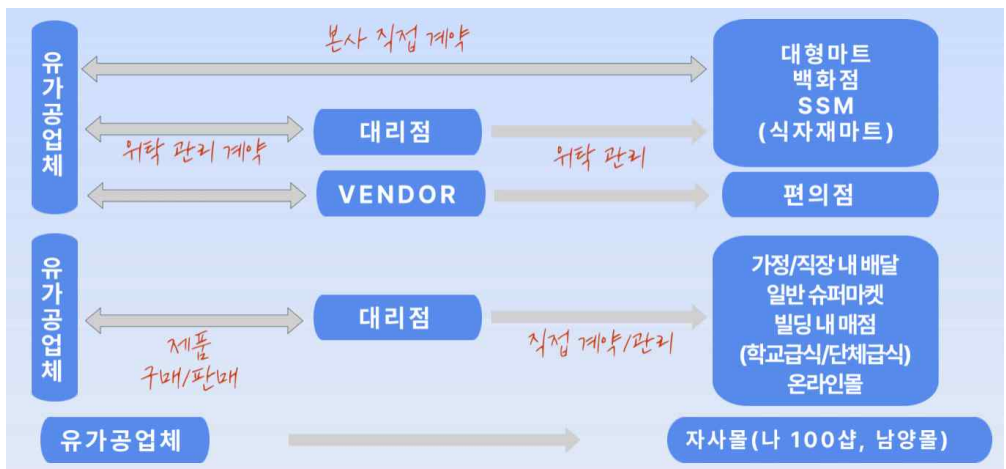 본사 직접 계약
유가공업체
대형마트
백화점
SSM
(식자재마트)
대리점
위탁 관리 계약
위탁 관리
VENDOR
편의점
유가공업체
가정/직장 내 배달
일반 슈퍼마켓
빌딩 내 매점
(학교급식/단체급식)
온라인몰
대리점
제품
구매/판매
직접 계약/관리
유가공업체
자사몰(나 100샵, 남양몰)